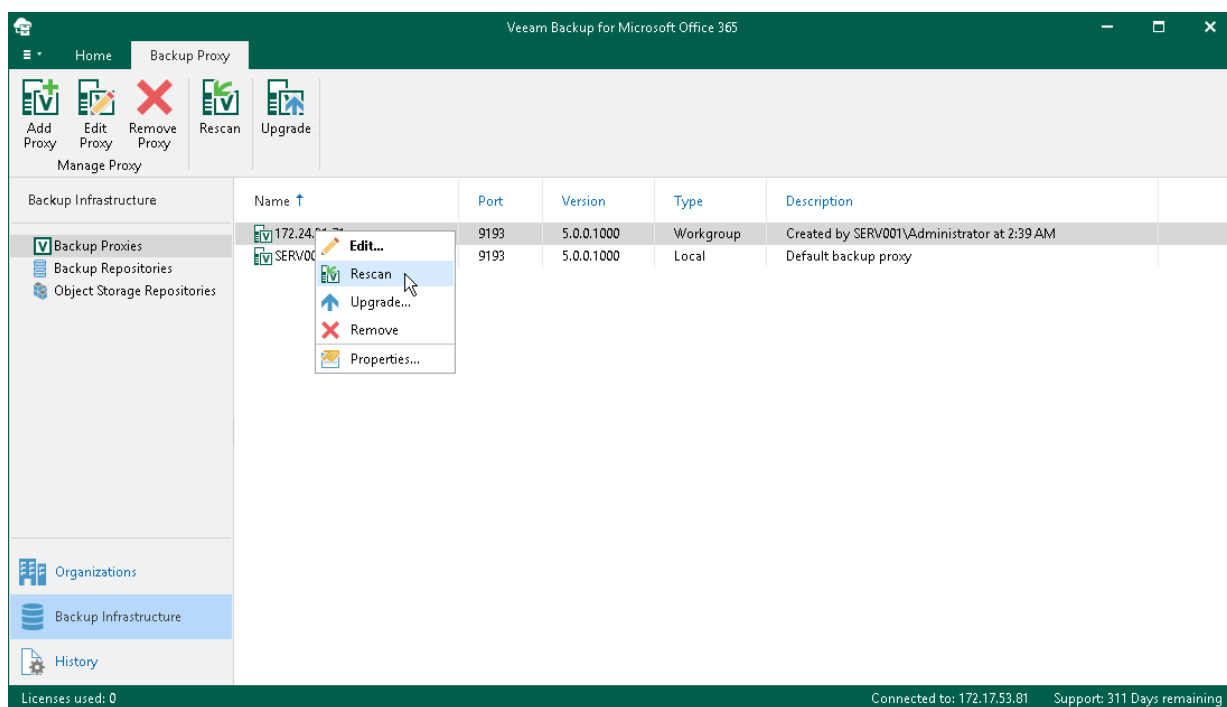 Veeam Backup for Microsoft Office 365
Home Backup Proxy
Add Proxy
Edit Proxy
Remove Proxy
Rescan
Upgrade
Manage Proxy
Backup Infrastructure
Backup Proxies
Backup Repositories
Object Storage Repositories
Name Port Version Type Description
172.24. 9193 5.0.0.1000 Workgroup Created by SERV001\Administrator at 2:39 AM
9193 5.0.0.1000 Local Default backup proxy
Edit...
Rescan
Upgrade...
Remove
Properties...
Organizations
Backup Infrastructure
History
Licenses used: 0 Connected to: 172.17.53.81 Support: 311 Days remaining